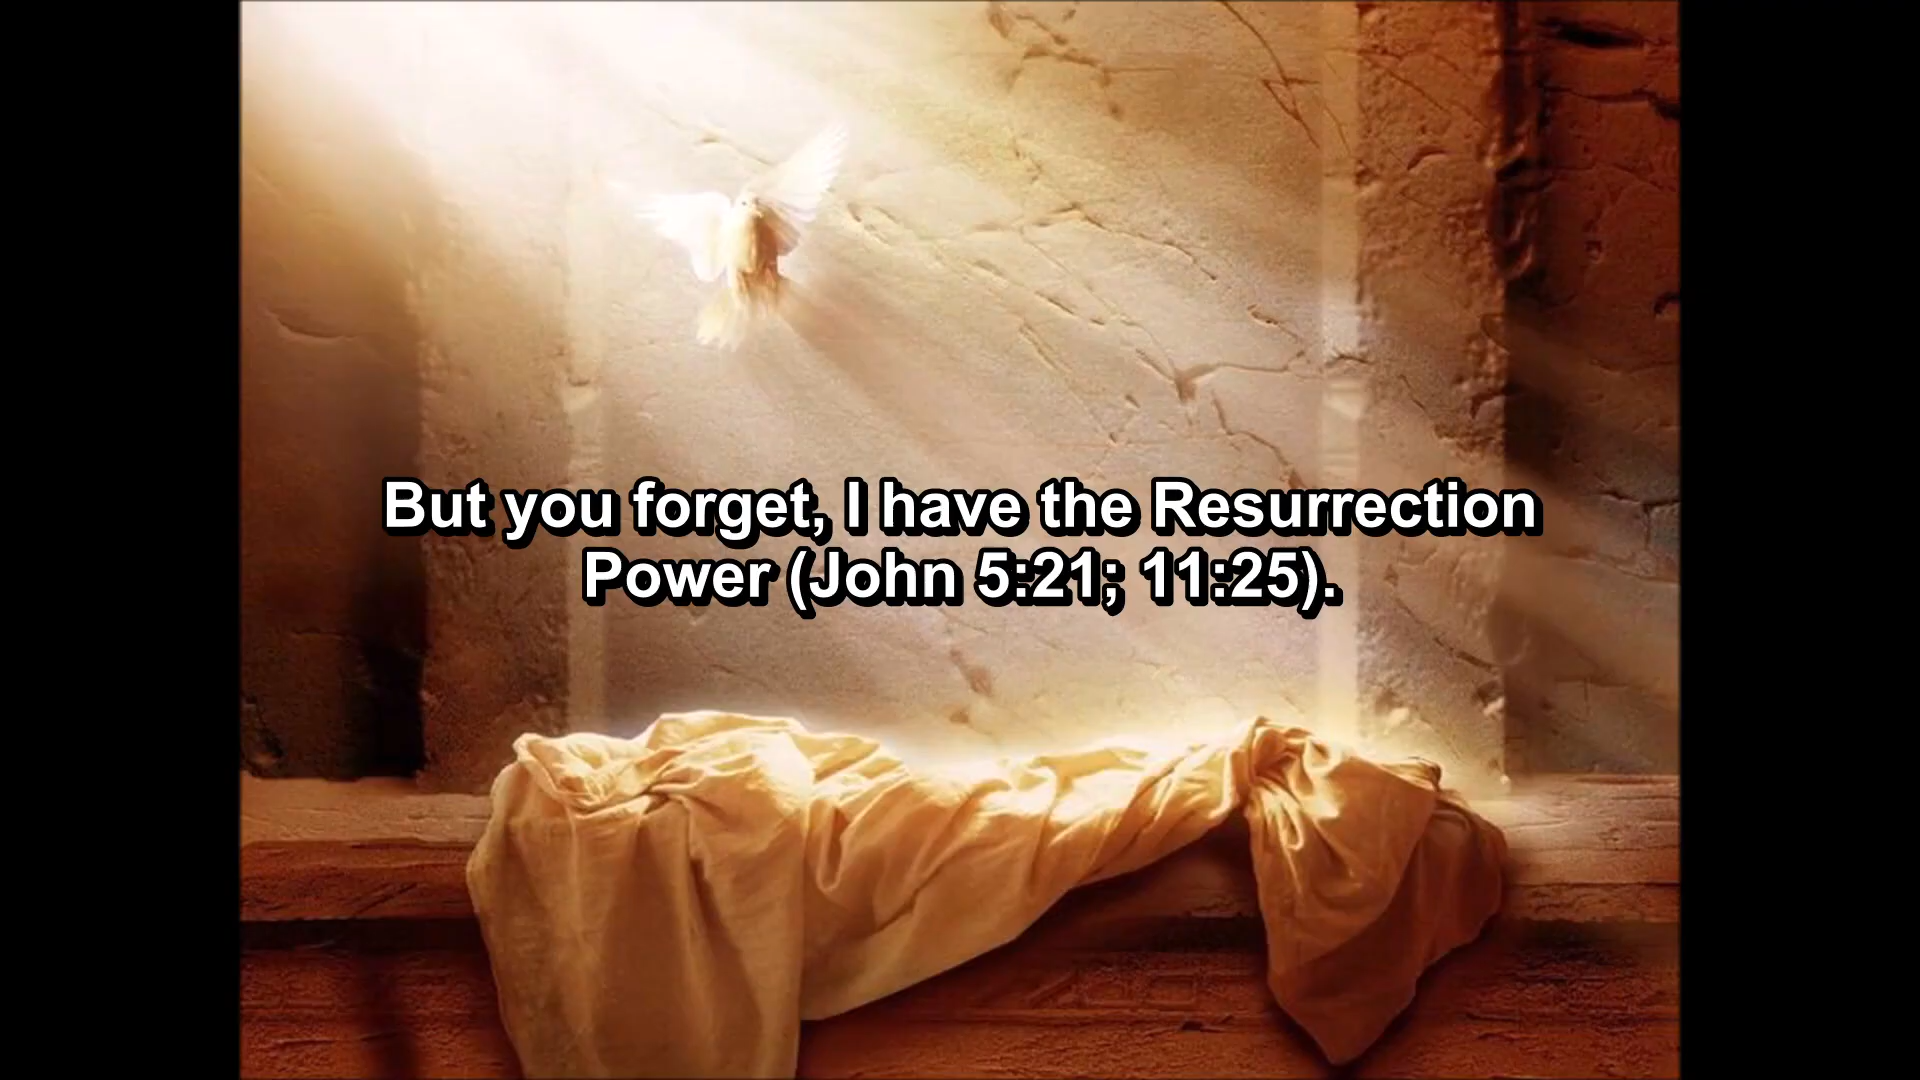 But you forget, I have the Resurrection
Power (John 5:21; 11:25).